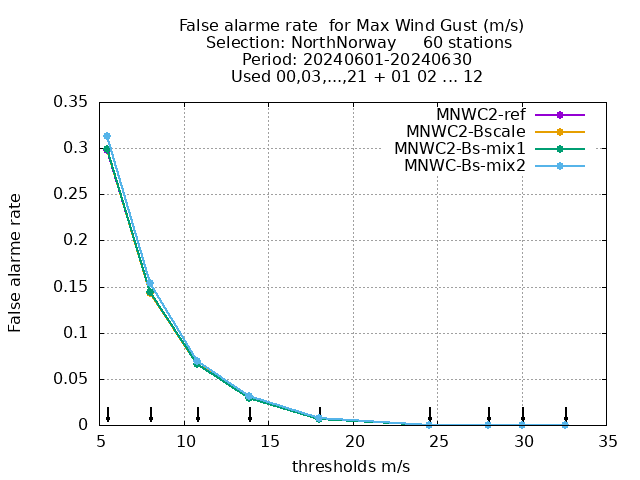 False alarme rate  for Max Wind Gust (m/s)
Selection: NorthNorway     60 stations
Period: 20240601-20240630
Used 00,03,...,21 + 01 02 ... 12
MNWC2-ref
MNWC2-Bscale
MNWC2-Bs-mix1
MNWC-Bs-mix2
False alarme rate
0.35
0.3
0.25
0.2
0.15
0.1
0.05
0
5 10 15 20 25 30 35
thresholds m/s